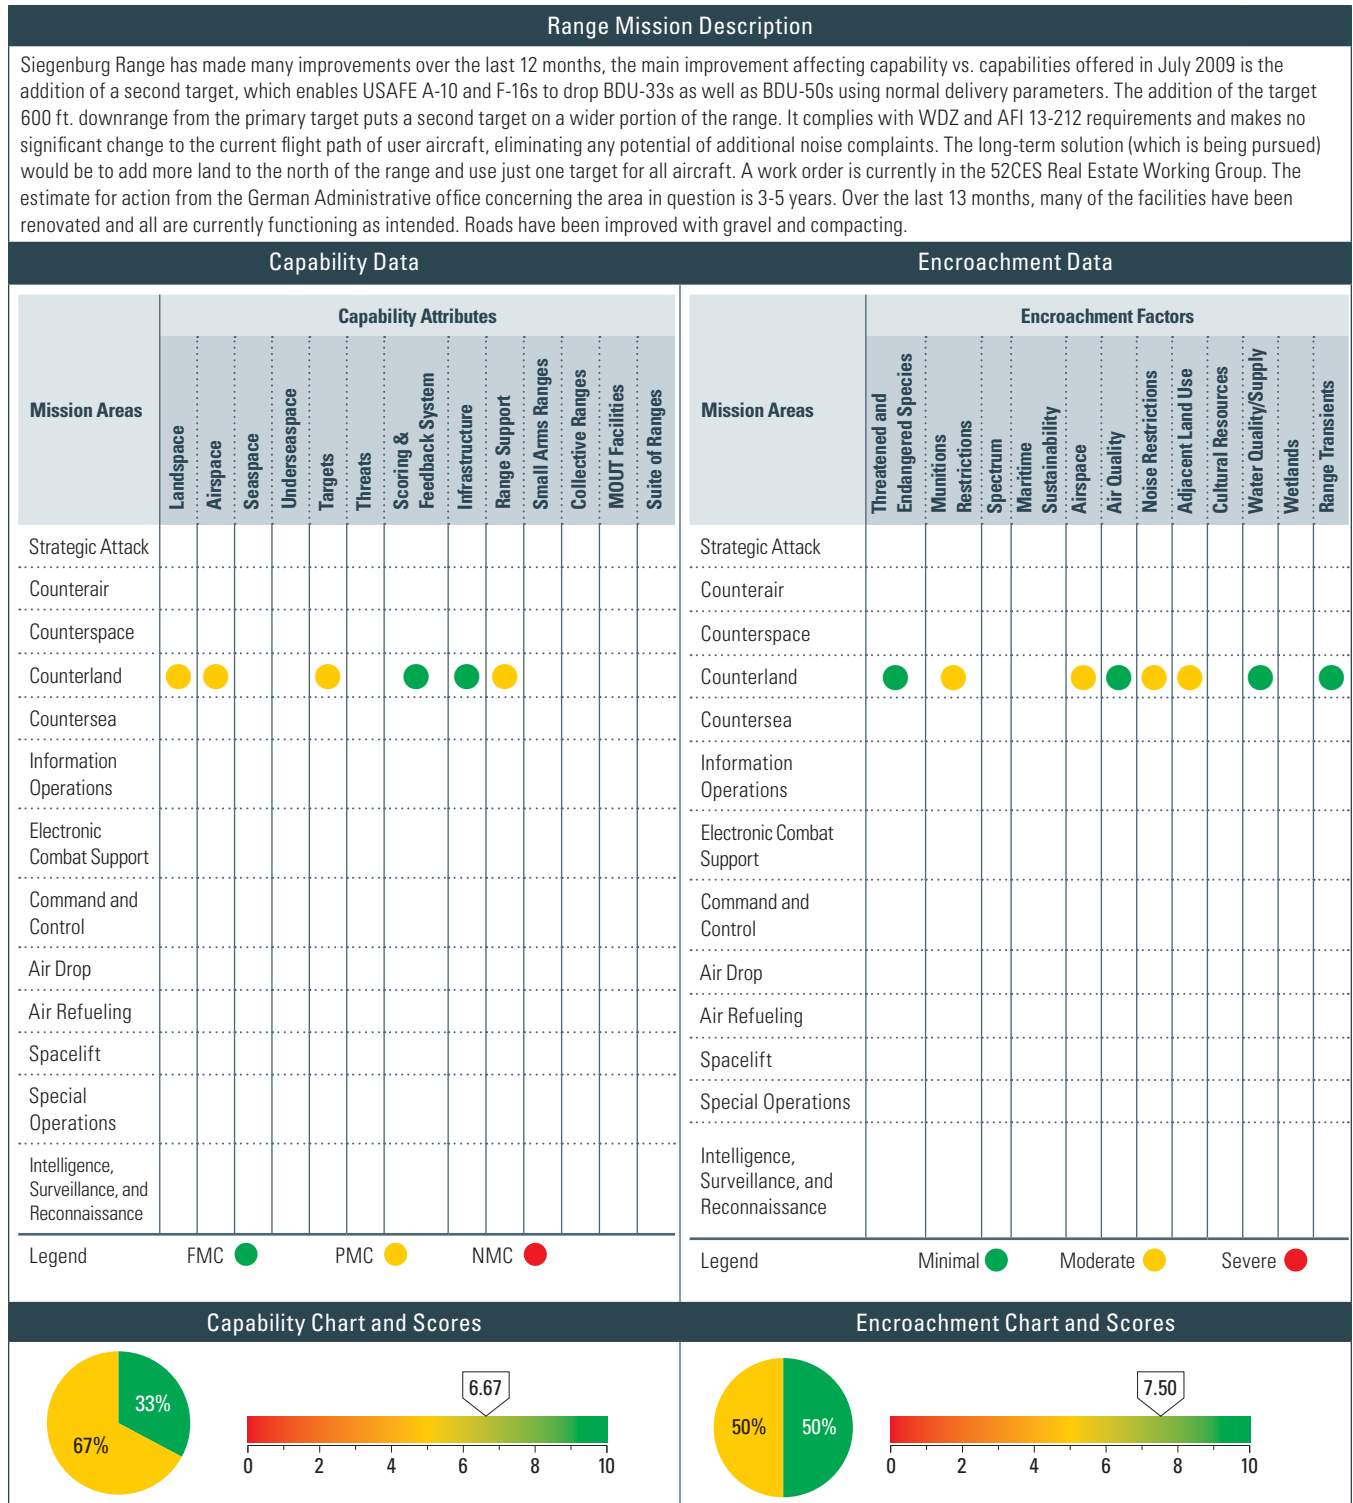 Range Mission Description
Siegenburg Range has made many improvements over the last 12 months, the main improvement affecting capability vs. capabilities offered in July 2009 is the
addition of a second target, which enables USAFE A-10 and F-16s to drop BDU-33s as well as BDU-50s using normal delivery parameters. The addition of the target
600 ft. downrange from the primary target puts a second target on a wider portion of the range. It complies with WDZ and AFI 13-212 requirements and makes no
significant change to the current flight path of user aircraft, eliminating any potential of additional noise complaints. The long-term solution (which is being pursued)
would be to add more land to the north of the range and use just one target for all aircraft. A work order is currently in the 52CES Real Estate Working Group. The
estimate for action from the German Administrative office concerning the area in question is 3-5 years. Over the last 13 months, many of the facilities have been
renovated and all are currently functioning as intended. Roads have been improved with gravel and compacting.
Capability Data
Mission Areas
Capability Attributes
Landspace
Airspace
Seaspace
Underseaspace
Targets
Threats
Scoring &
Feedback System
Infrastructure
Range Support
Small Arms Ranges
Collective Ranges
MOUT Facilities
Suite of Ranges
Strategic Attack
Counterair
Counterspace
Counterland
Countersea
Information
Operations
Electronic
Combat Support
Command and
Control
Air Drop
Air Refueling
Spacelift
Special
Operations
Intelligence,
Surveillance, and
Reconnaissance
Legend
FMC
PMC
NMC
Encroachment Data
Mission Areas
Encroachment Factors
Threatened and
Endangered Species
Munitions
Restrictions
Spectrum
Maritime
Sustainability
Airspace
Air Quality
Noise Restrictions
Adjacent Land Use
Cultural Resources
Water Quality/Supply
Wetlands
Range Transients
Strategic Attack
Counterair
Counterspace
Counterland
Countersea
Information
Operations
Electronic Combat
Support
Command and
Control
Air Drop
Air Refueling
Spacelift
Special Operations
Intelligence,
Surveillance, and
Reconnaissance
Legend
Minimal
Moderate
Severe
Capability Chart and Scores
33%
67%
6.67
0 2 4 6 8 10
Encroachment Chart and Scores
50%
50%
7.50
0 2 4 6 8 10